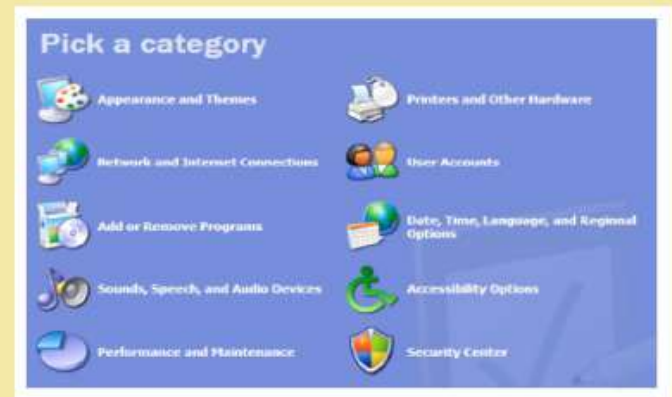 Pick a category
Appearance and Themes
Printers and Other Hardware
Network and Internet Connections
User Accounts
Add or Remove Programs
Date, Time, Language, and Regional
Options
Sounds, Speech, and Audio Devices
Accessibility Options
Performance and Maintenance
Security Center